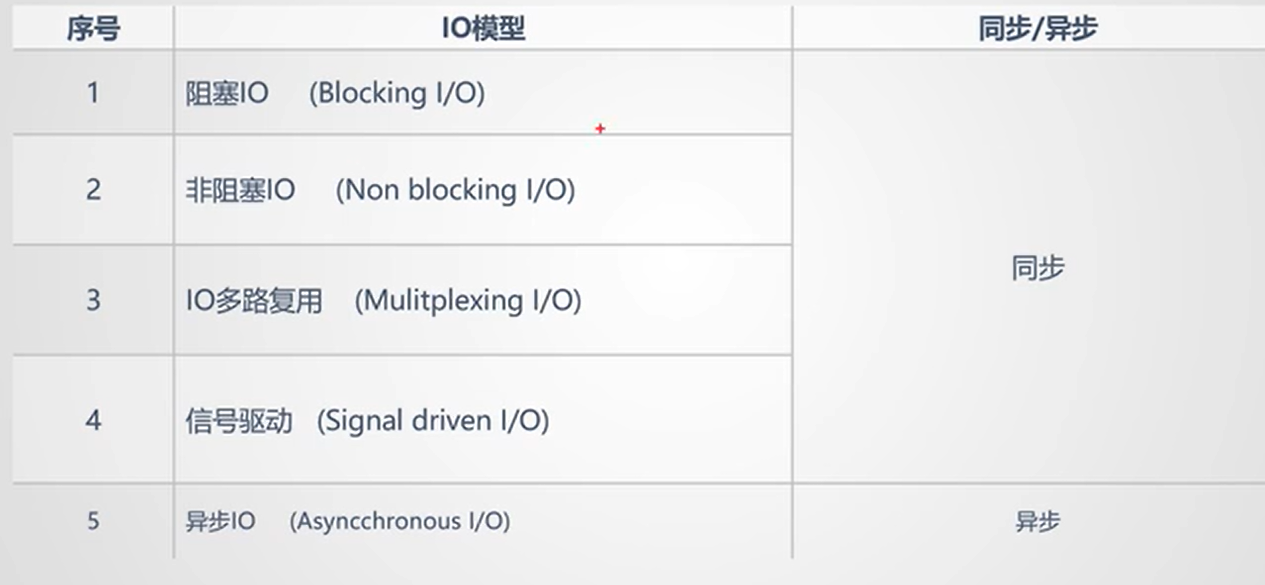 序号 IO模型 同步/异步
1 阻塞IO (Blocking I/O)
2 非阻塞IO (Non blocking I/O)
同步
3 IO多路复用 (Mulitplexing I/O)
4 信号驱动 (Signal driven I/O)
5 异步IO (Asyncchronous I/O) 异步